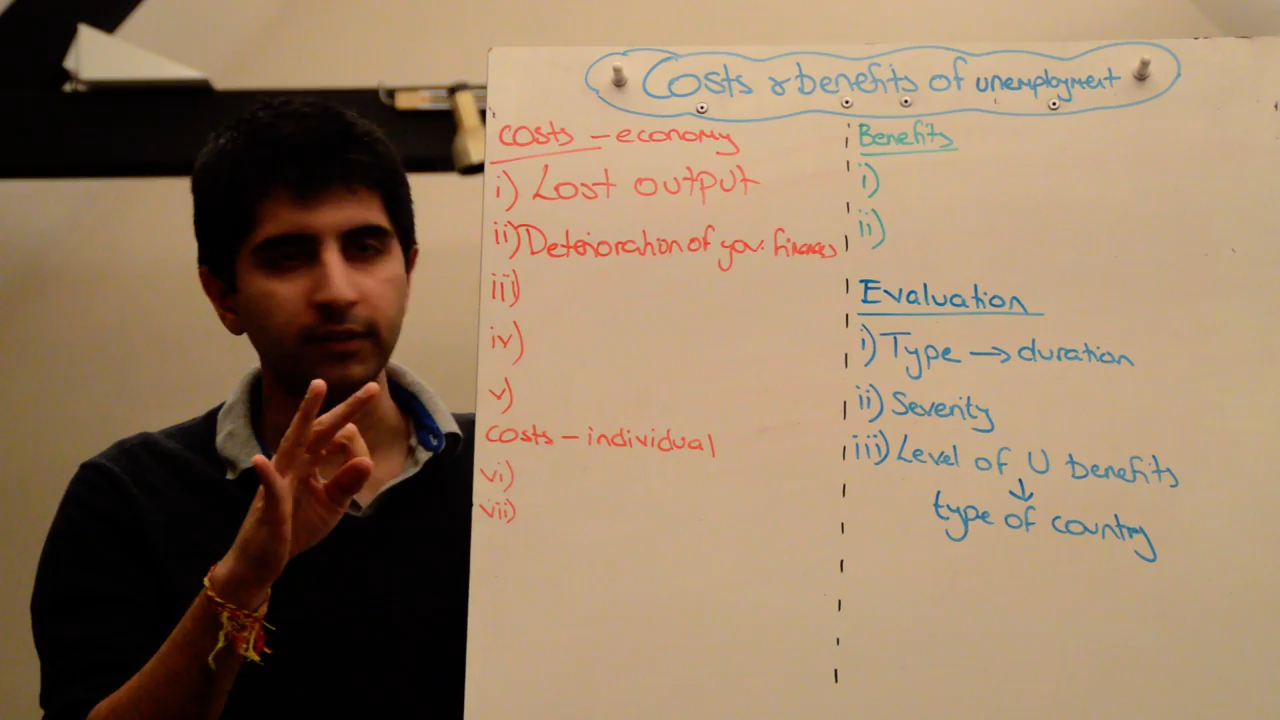 Costs & benefits of unemployment
Costs - economy
i) Lost output
ii) Deterioration of gov. finances
iii)
iv)
v)
Costs - individual
vi)
vii)
Benefits
i)
ii)
Evaluation
i) Type → duration
ii) Severity
iii) Level of U benefits
↓
type of country